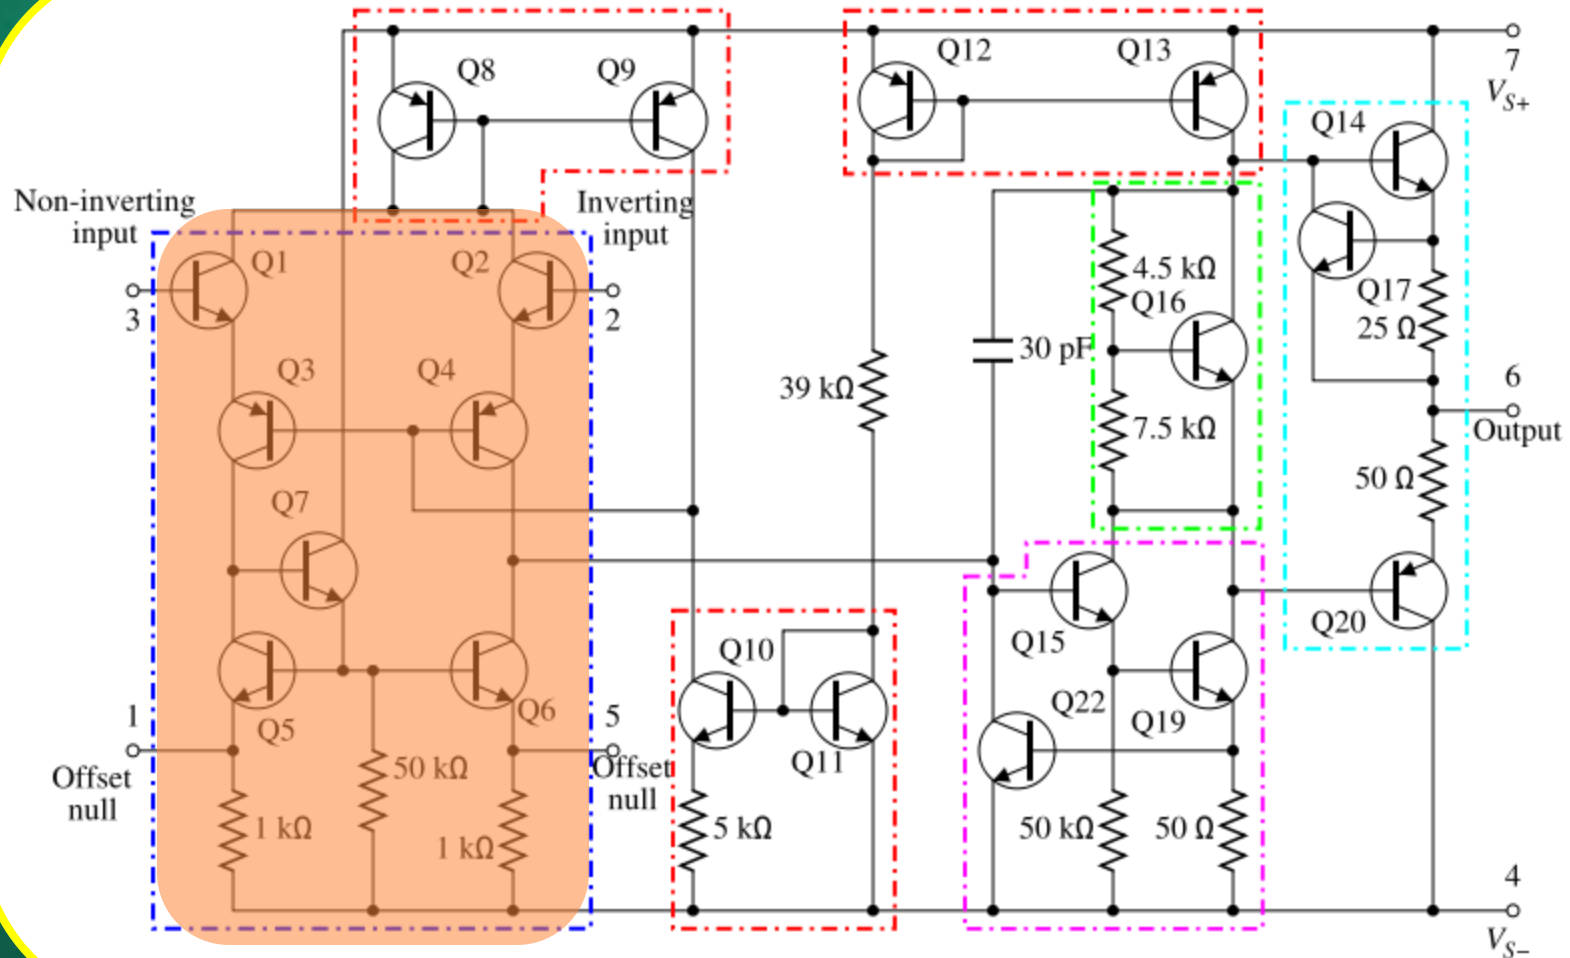 Q8
Q9
Q12
Q13
7
V_S+
Q14
Non-inverting
input
Inverting
input
Q1
Q2
3
2
4.5 kΩ
Q16
Q17
25 Ω
30 pF
Q3
Q4
39 kΩ
6
Output
7.5 kΩ
50 Ω
Q7
Q10
Q15
Q20
1
Q5
Q6
5
Q22
Q19
Q11
Offset
null
50 kΩ
Offset
null
1 kΩ
1 kΩ
5 kΩ
50 kΩ
50 Ω
4
V_S−